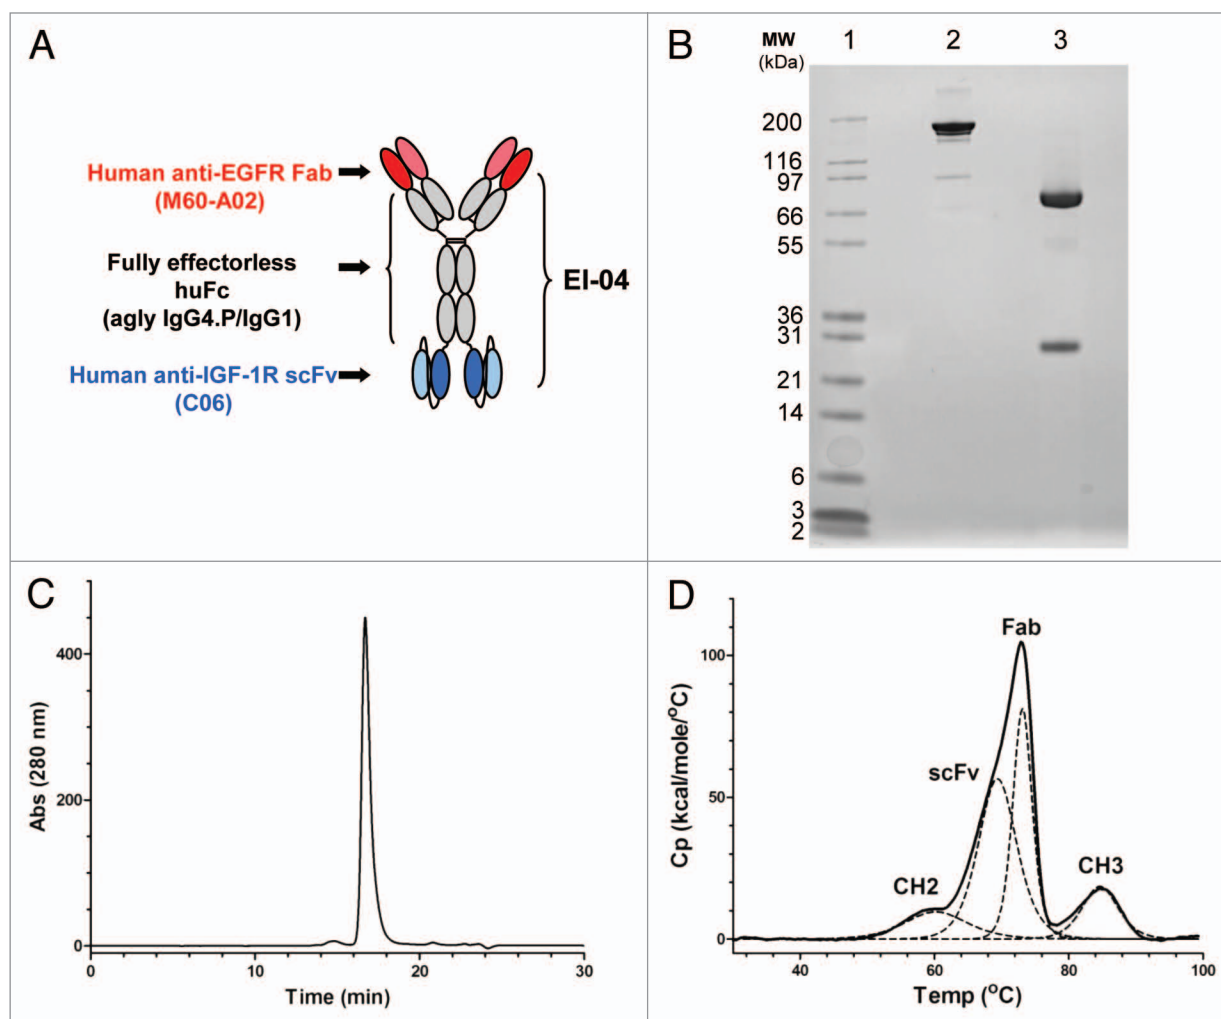 A
Human anti-EGFR Fab
(M60-A02)
Fully effectorless
huFc
(agly IgG4.P/IgG1)
Human anti-IGF-1R scFv
(C06)
EI-04
B
MW
(kDa)
1 2 3
200
116
97
66
55
36
31
21
14
6
3
2
C
Abs (280 nm)
400
200
0
0 10 20 30
Time (min)
D
Cp (kcal/mole/°C)
100
50
0
CH2
scFv
Fab
CH3
40 60 80 100
Temp (°C)